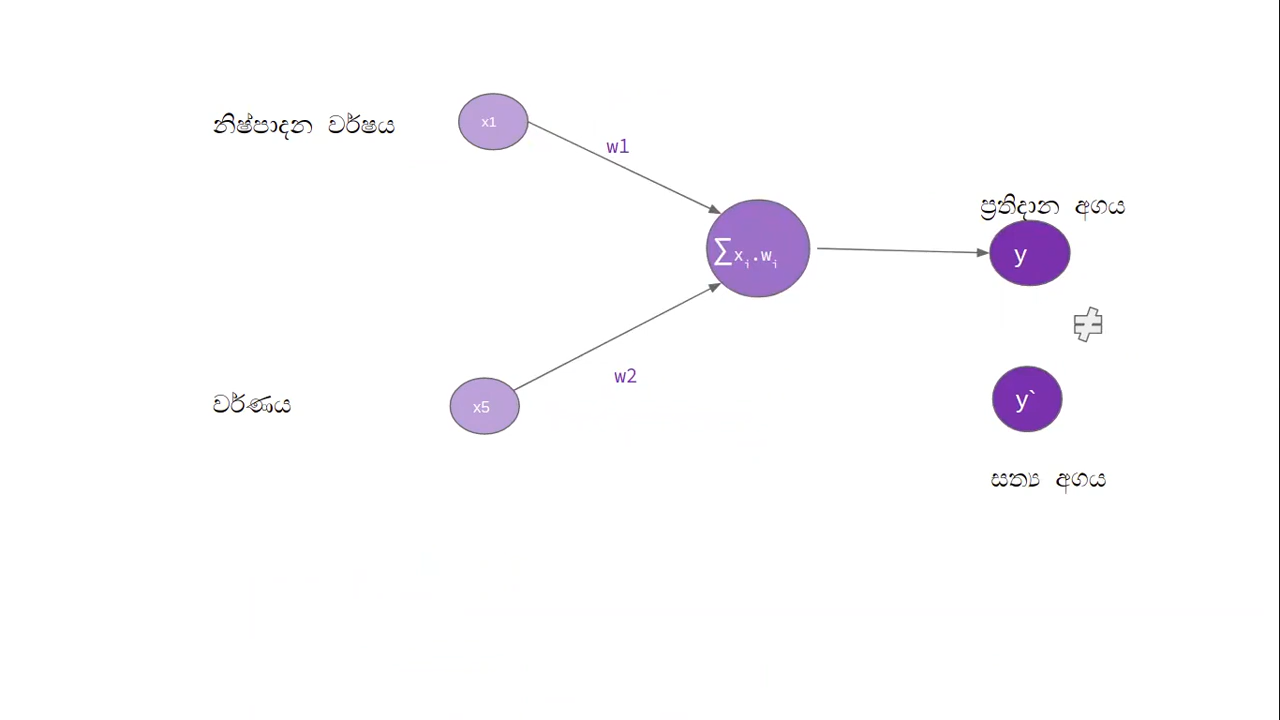 නිෂ්පාදන වර්ෂය
x1
w1
ප්‍රතිදාන අගය
∑xi.wi
y
≠
w2
වර්ණය
x5
y`
සත්‍ය අගය